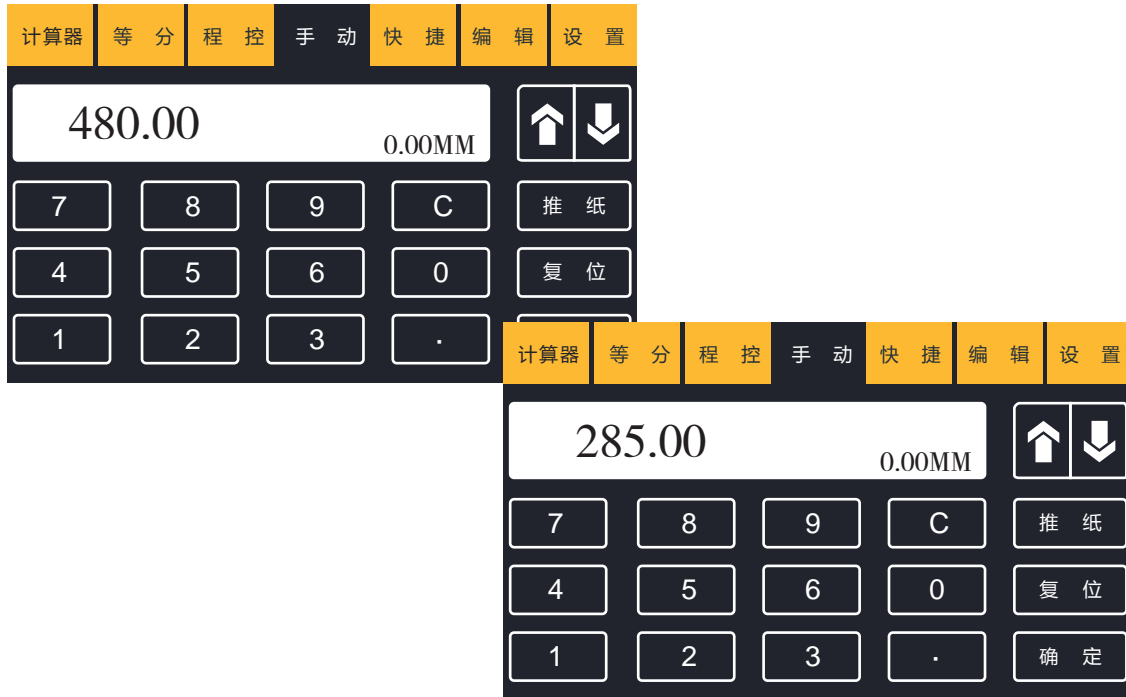 计算器 等 分 程 控 手 动 快 捷 编 辑 设 置
480.00
0.00MM
7 8 9 C 推 纸
4 5 6 0 复 位
1 2 3 .
计算器 等 分 程 控 手 动 快 捷 编 辑 设 置
285.00
0.00MM
7 8 9 C 推 纸
4 5 6 0 复 位
1 2 3 . 确 定